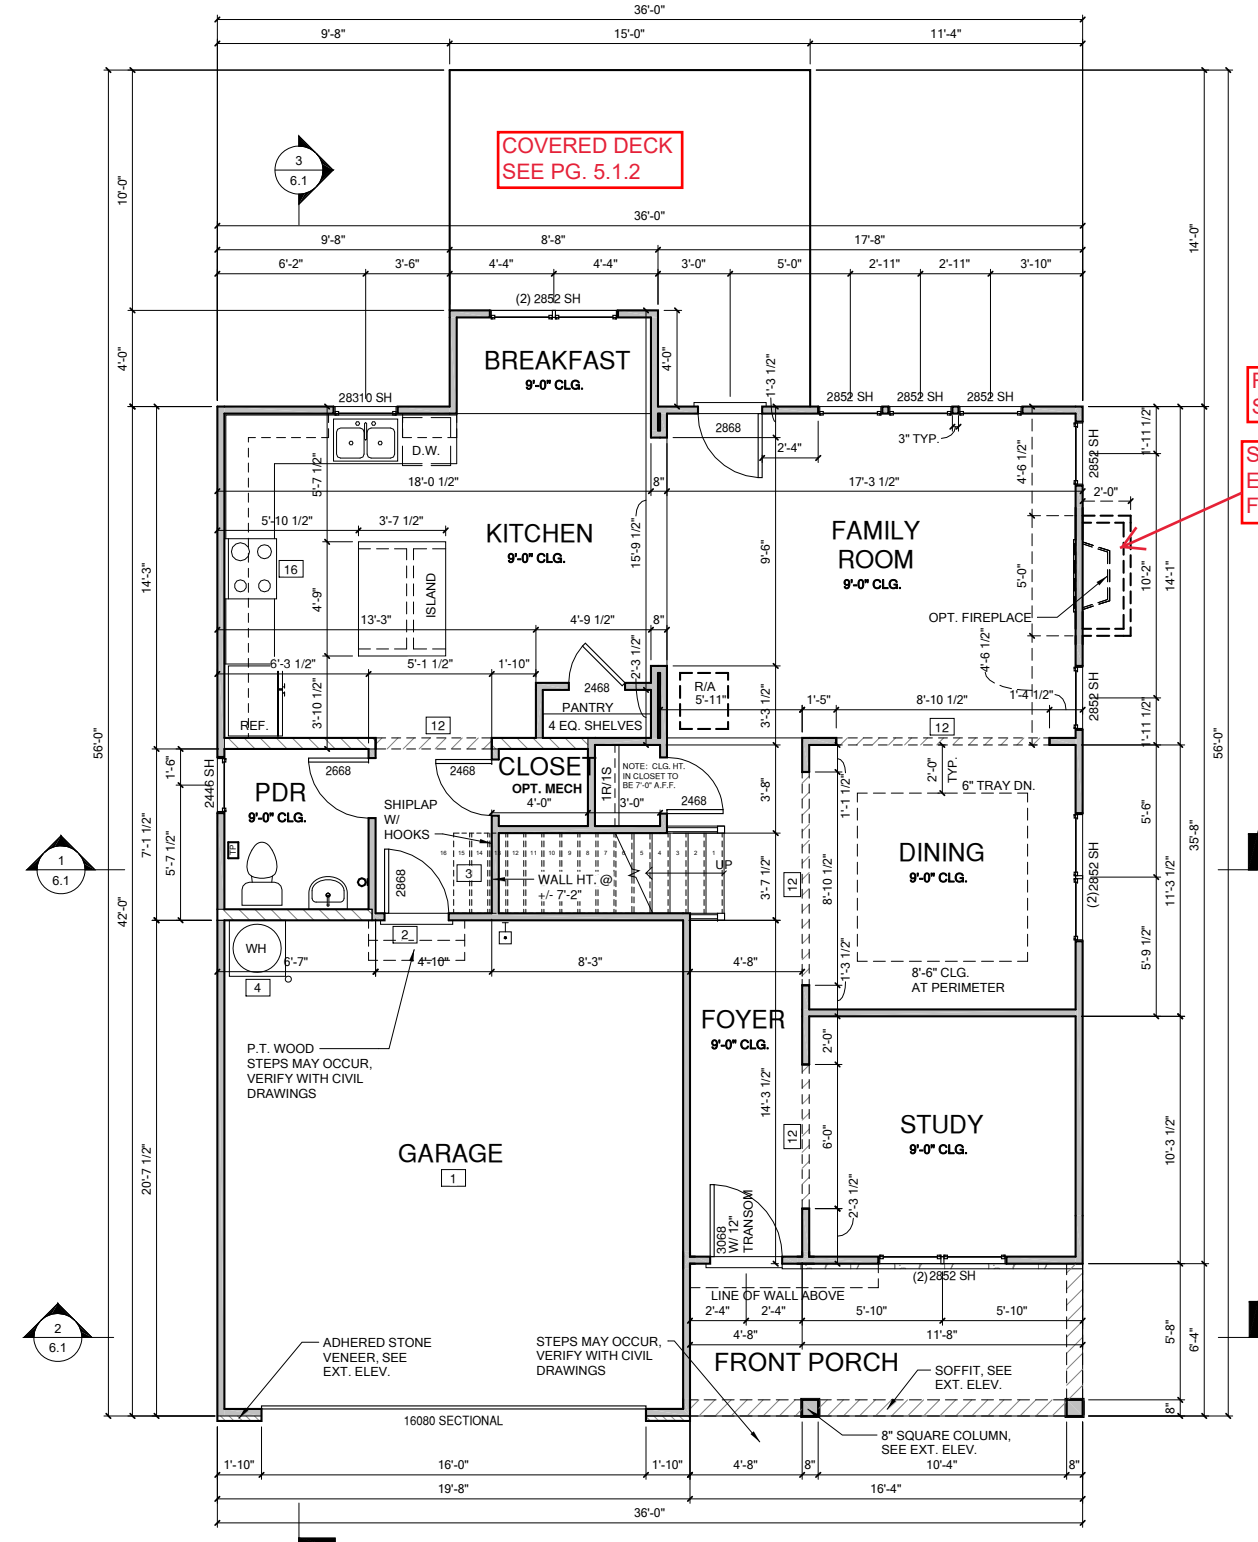 36'-0"
9'-8"
15'-0"
11'-4"
COVERED DECK
SEE PG. 5.1.2
3
6.1
10'-0"
14'-0"
36'-0"
9'-8"
8'-8"
17'-8"
6'-2"
3'-6"
4'-4"
4'-4"
3'-0"
5'-0"
2'-11"
2'-11"
3'-10"
(2) 2852 SH
4'-0"
4'-0"
BREAKFAST
9'-0" CLG.
1'-3 1/2"
28310 SH
2852 SH
2852 SH
2852 SH
D.W.
2868
3" TYP.
2'-4"
5'-7 1/2"
4'-6 1/2"
2852 SH
1'-11 1/2"
18'-0 1/2"
8"
17'-3 1/2"
2'-0"
5'-10 1/2"
3'-7 1/2"
KITCHEN
9'-0" CLG.
15'-9 1/2"
9'-6"
FAMILY
ROOM
9'-0" CLG.
16
14'-3"
4'-9"
ISLAND
5'-0"
10'-2"
14'-1"
13'-3"
4'-9 1/2"
8"
OPT. FIREPLACE
6'-3 1/2"
5'-1 1/2"
1'-10"
2'-3 1/2"
4'-6 1/2"
2468
R/A
5'-11"
1'-5"
8'-10 1/2"
1'-4 1/2"
2852 SH
REF.
3'-10 1/2"
12
PANTRY
4 EQ. SHELVES
3'-3 1/2"
12
1'-11 1/2"
56'-0"
56'-0"
1'-6"
2446 SH
PDR
9'-0" CLG.
2668
2468
CLOSET
OPT. MECH
4'-0"
1R/1S
NOTE: CLG. HT.
IN CLOSET TO
BE 7'-0" A.F.F.
3'-0"
2468
3'-8"
1'-1 1/2"
2'-0"
TYP.
6" TRAY DN.
5'-6"
SHIPLAP
W/
HOOKS
7'-1 1/2"
5'-7 1/2"
TP
2868
3
16 15 14 13 12 11 10 9 8 7 6 5 4 3 2
UP
WALL HT. @
+/- 7'-2"
3'-7 1/2"
12
8'-10 1/2"
DINING
9'-0" CLG.
(2)2852 SH
11'-3 1/2"
35'-8"
1
6.1
42'-0"
WH
4
2
6'-7"
4'-10"
8'-3"
4'-8"
1'-3 1/2"
8'-6" CLG.
AT PERIMETER
5'-9 1/2"
FOYER
9'-0" CLG.
2'-0"
P.T. WOOD
STEPS MAY OCCUR,
VERIFY WITH CIVIL
DRAWINGS
14'-3 1/2"
12
6'-0"
STUDY
9'-0" CLG.
10'-3 1/2"
20'-7 1/2"
GARAGE
1
2'-3 1/2"
3068
W/ 12"
TRANSOM
(2)2852 SH
LINE OF WALL ABOVE
2'-4"
2'-4"
5'-10"
5'-10"
4'-8"
11'-8"
5'-8"
6'-4"
2
6.1
ADHERED STONE
VENEER, SEE
EXT. ELEV.
STEPS MAY OCCUR,
VERIFY WITH CIVIL
DRAWINGS
FRONT PORCH
SOFFIT, SEE
EXT. ELEV.
8"
16080 SECTIONAL
8" SQUARE COLUMN,
SEE EXT. ELEV.
1'-10"
16'-0"
1'-10"
4'-8"
8"
10'-4"
8"
19'-8"
16'-4"
36'-0"